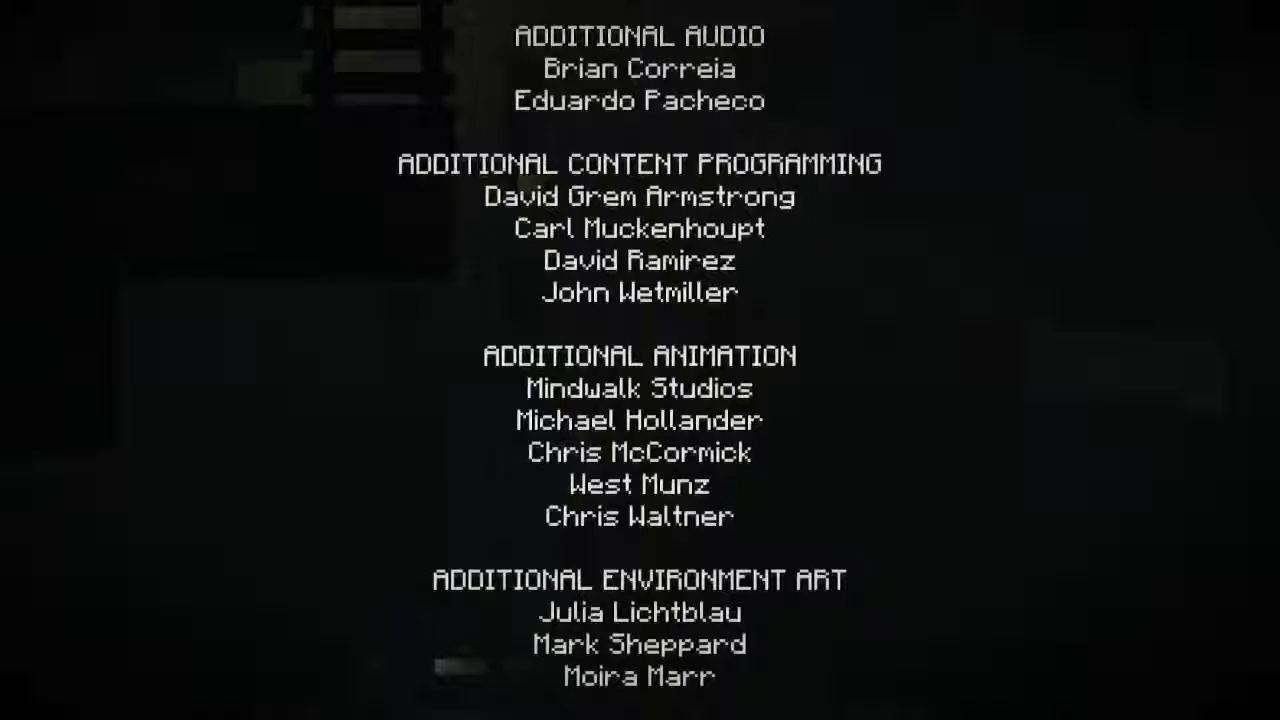 ADDITIONAL AUDIO
Brian Correia
Eduardo Pacheco
ADDITIONAL CONTENT PROGRAMMING
David Grem Armstrong
Carl Muckenhoupt
David Ramirez
John Wetmiller
ADDITIONAL ANIMATION
Mindwalk Studios
Michael Hollander
Chris McCormick
West Munz
Chris Waltner
ADDITIONAL ENVIRONMENT ART
Julia Lichtblau
Mark Sheppard
Moira Marr